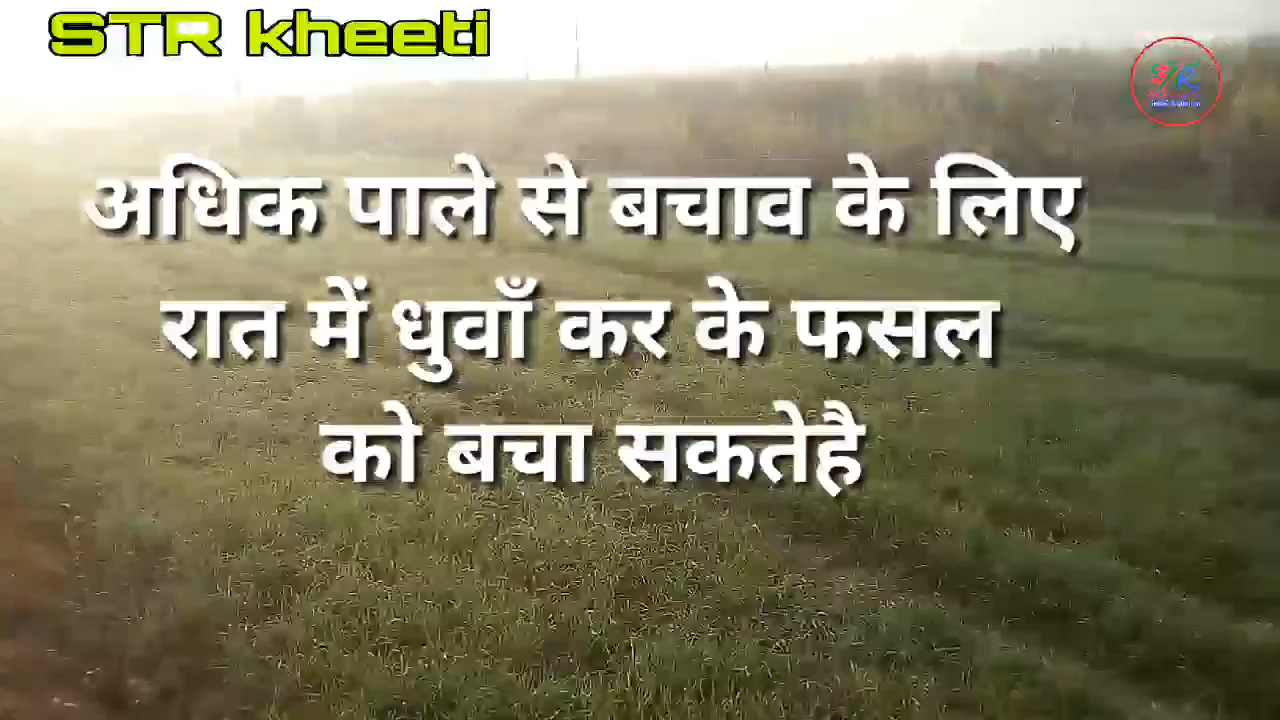 STR kheeti
अधिक पाले से बचाव के लिए
रात में धुवाँ कर के फसल
को बचा सकतेहै